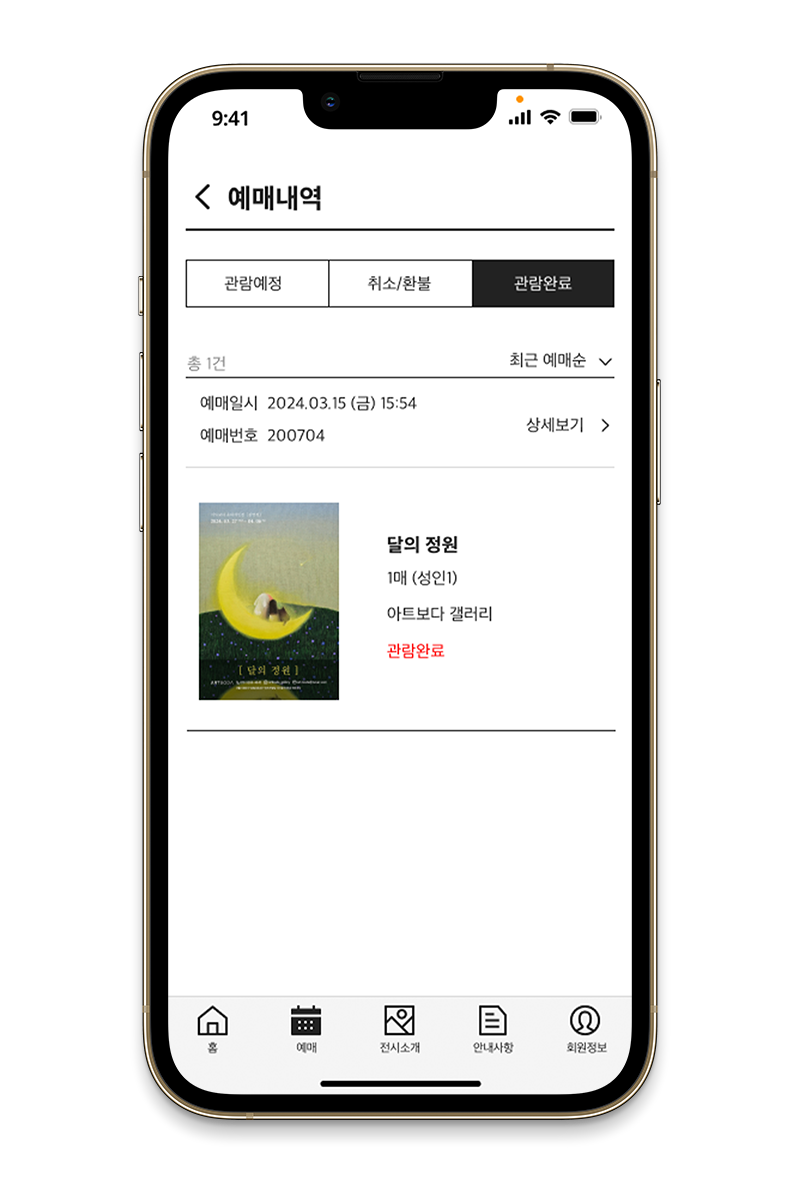 9:41
예매내역
관람예정
취소/환불
관람완료
총 1건
최근 예매순
예매일시 2024.03.15 (금) 15:54
예매번호 200704
상세보기
[ 달의 정원 ]
달의 정원
1매 (성인1)
아트보다 갤러리
관람완료
홈
예매
전시소개
안내사항
회원정보